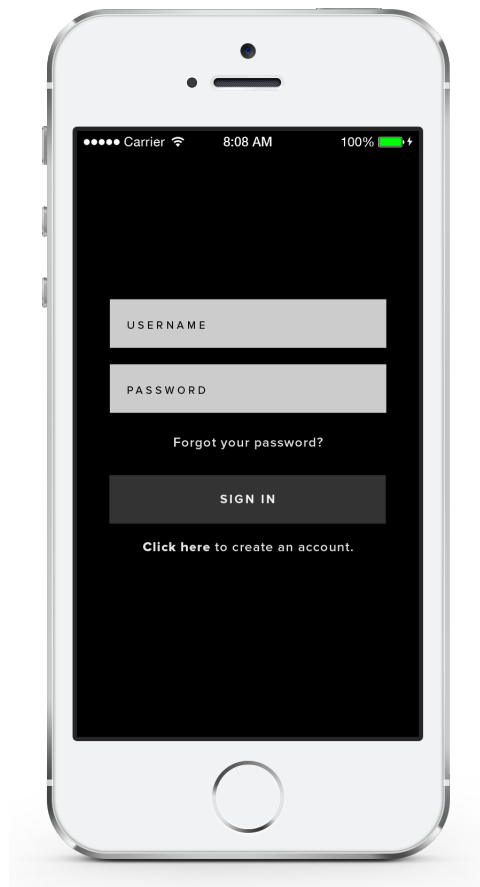 Carrier 8:08 AM 100%
USERNAME
PASSWORD
Forgot your password?
SIGN IN
Click here to create an account.